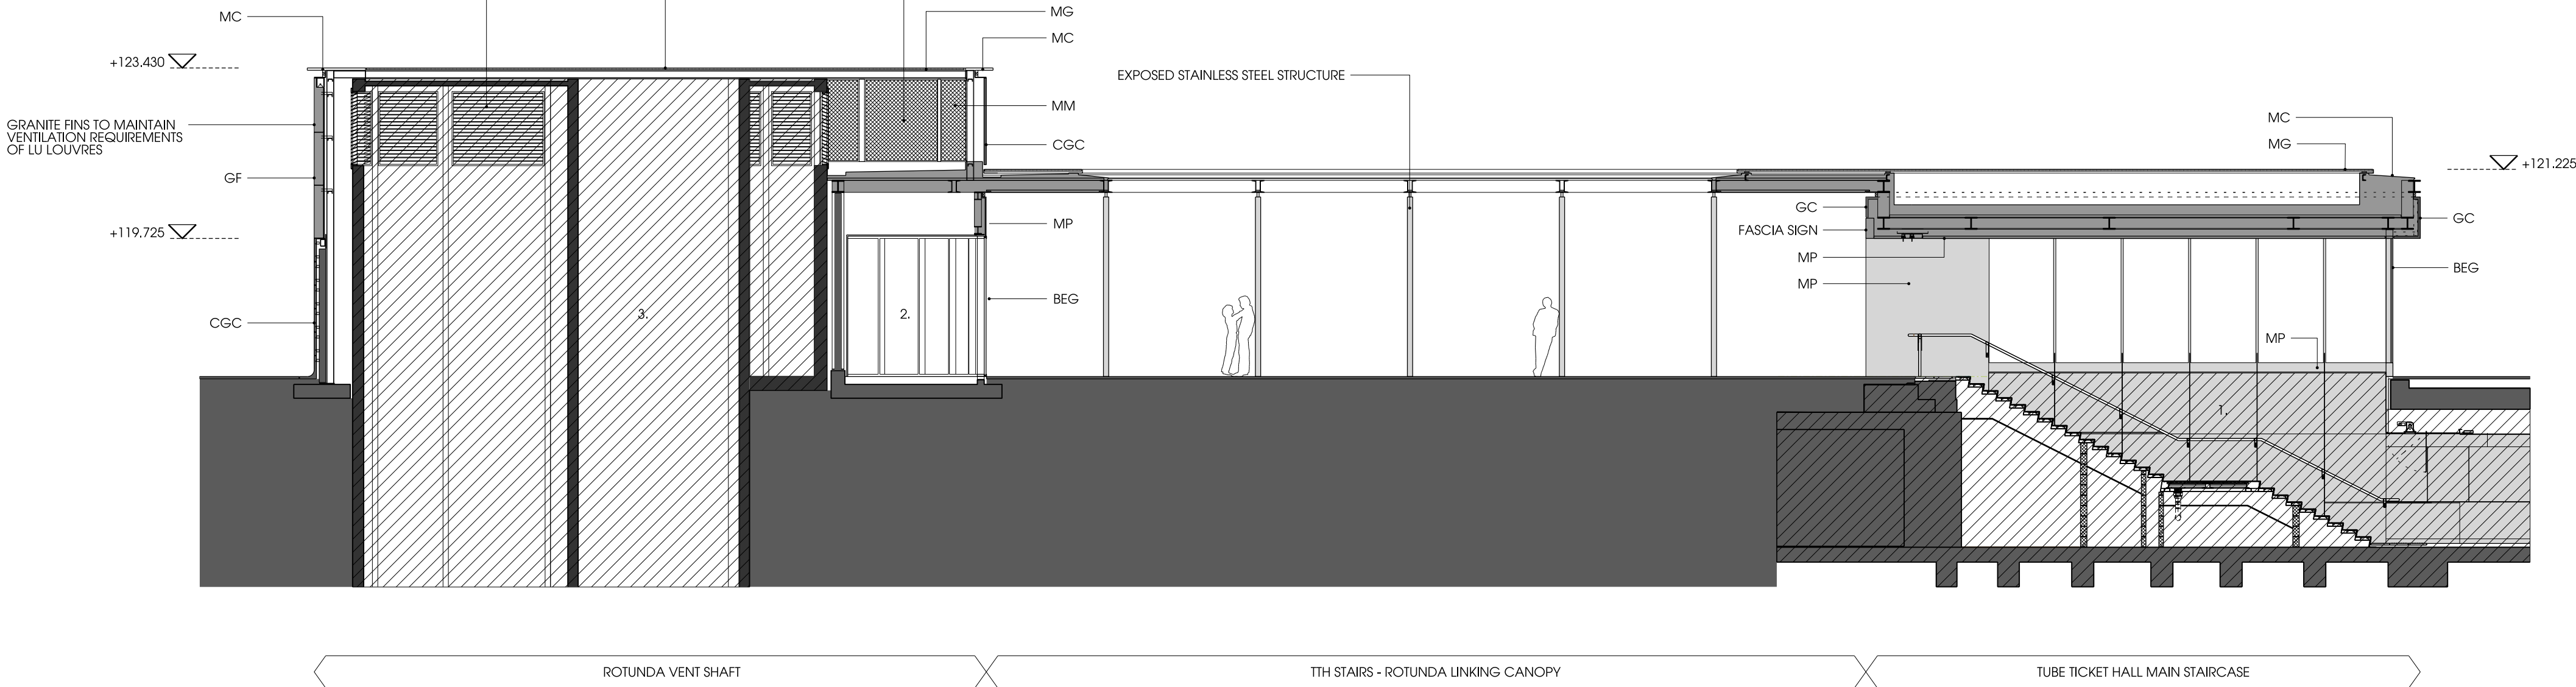 MC
MG
+123.430
MC
EXPOSED STAINLESS STEEL STRUCTURE
MM
GRANITE FINS TO MAINTAIN
VENTILATION REQUIREMENTS
OF LU LOUVRES
CGC
MC
MG
+121.225
GF
GC
GC
MP
+119.725
FASCIA SIGN
MP
BEG
MP
BEG
3.
2.
CGC
MP
1.
ROTUNDA VENT SHAFT
TTH STAIRS - ROTUNDA LINKING CANOPY
TUBE TICKET HALL MAIN STAIRCASE